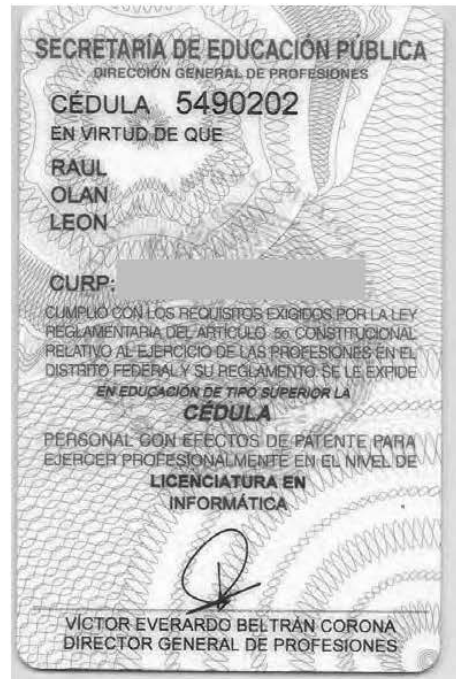 SECRETARÍA DE EDUCACIÓN PÚBLICA
DIRECCIÓN GENERAL DE PROFESIONES
CÉDULA 5490202
EN VIRTUD DE QUE
RAUL
OLAN
LEON
CURP:
CUMPLIO CON LOS REQUISITOS EXIGIDOS POR LA LEY
REGLAMENTARIA DEL ARTÍCULO 5o CONSTITUCIONAL
RELATIVO AL EJERCICIO DE LAS PROFESIONES EN EL
DISTRITO FEDERAL Y SU REGLAMENTO. SE LE EXPIDE
EN EDUCACIÓN DE TIPO SUPERIOR LA
CÉDULA
PERSONAL CON EFECTOS DE PATENTE PARA
EJERCER PROFESIONALMENTE EN EL NIVEL DE
LICENCIATURA EN
INFORMÁTICA
VÍCTOR EVERARDO BELTRÁN CORONA
DIRECTOR GENERAL DE PROFESIONES